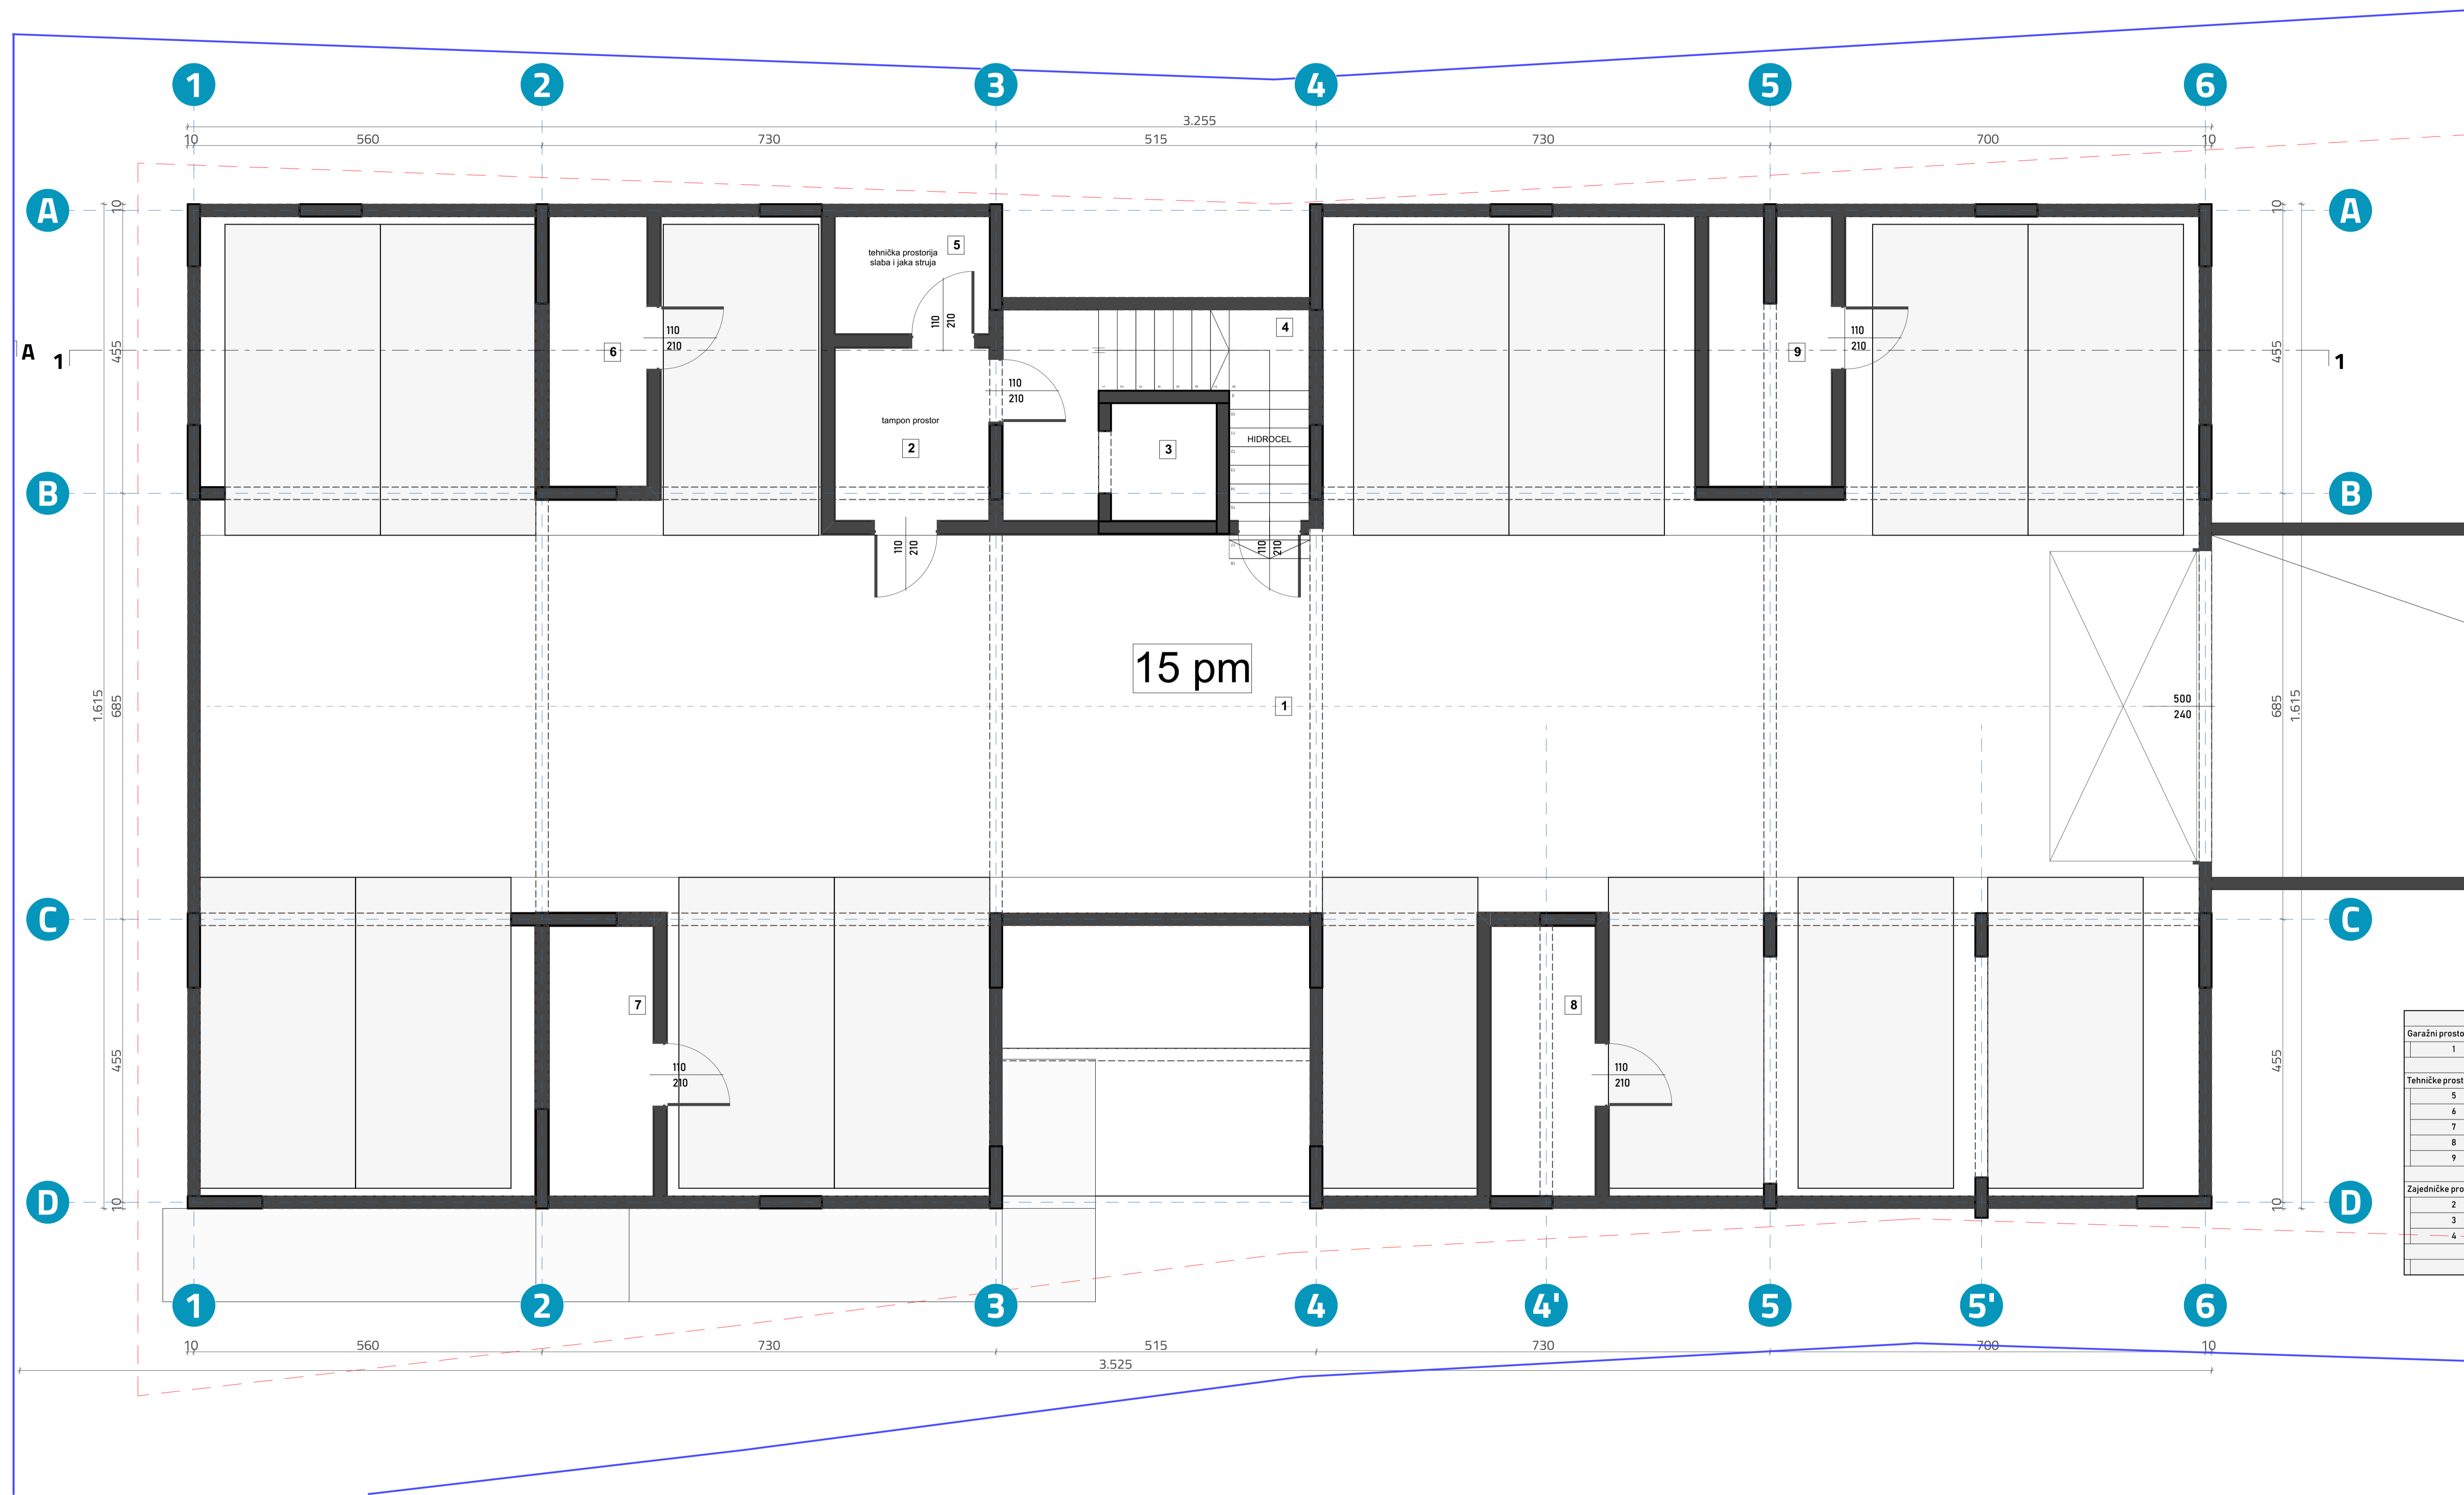 1 2 3 4 5 6
3.255
10 560 730 515 730 700 10
A 10 10 A
5
tehnička prostorija
slaba i jaka struja
110
210
4
110
210
6
110
210
9
110
210
A 1 455 455 1
110
210
tampon prostor
2
3
HIDROCEL
B B
110
210
110
210
15 pm
1
500
240
1.615 685 685 1.615
C C
7
8
110
210
110
210
455 455
Garažni prosto
1
Tehničke prost
5
6
7
8
9
Zajedničke pro
2
3
4
D 10 10 D
1 2 3 4 4' 5 5' 6
10 560 730 515 730 700 10
3.525